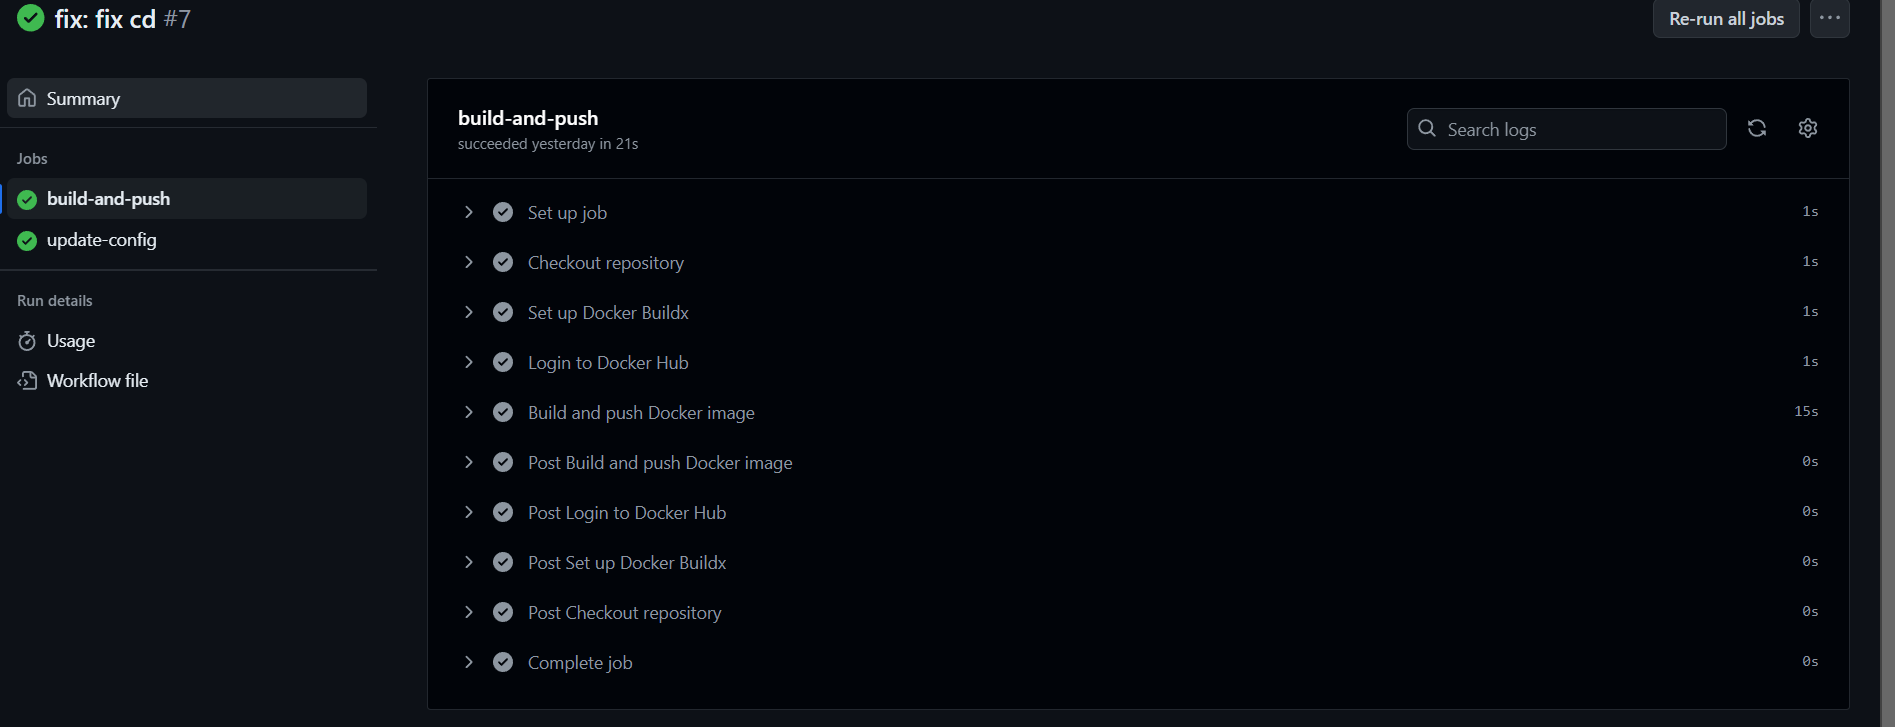 fix: fix cd #7
Re-run all jobs
Summary
Jobs
build-and-push
update-config
Run details
Usage
Workflow file
build-and-push
succeeded yesterday in 21s
Search logs
Set up job 1s
Checkout repository 1s
Set up Docker Buildx 1s
Login to Docker Hub 1s
Build and push Docker image 15s
Post Build and push Docker image 0s
Post Login to Docker Hub 0s
Post Set up Docker Buildx 0s
Post Checkout repository 0s
Complete job 0s